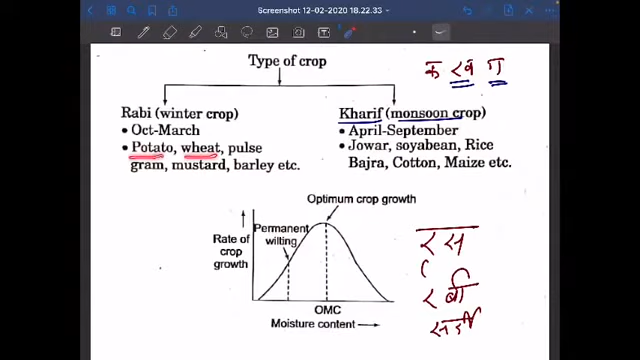 Screenshot 12-02-2020 18.22.33
Type of crop
क ख ग
Rabi (winter crop)
• Oct-March
• Potato, wheat, pulse
gram, mustard, barley etc.
Kharif (monsoon crop)
• April-September
• Jowar, soyabean, Rice
Bajra, Cotton, Maize etc.
Optimum crop growth
Permanent
wilting
Rate of
crop
growth
OMC
Moisture content
रस
रबी